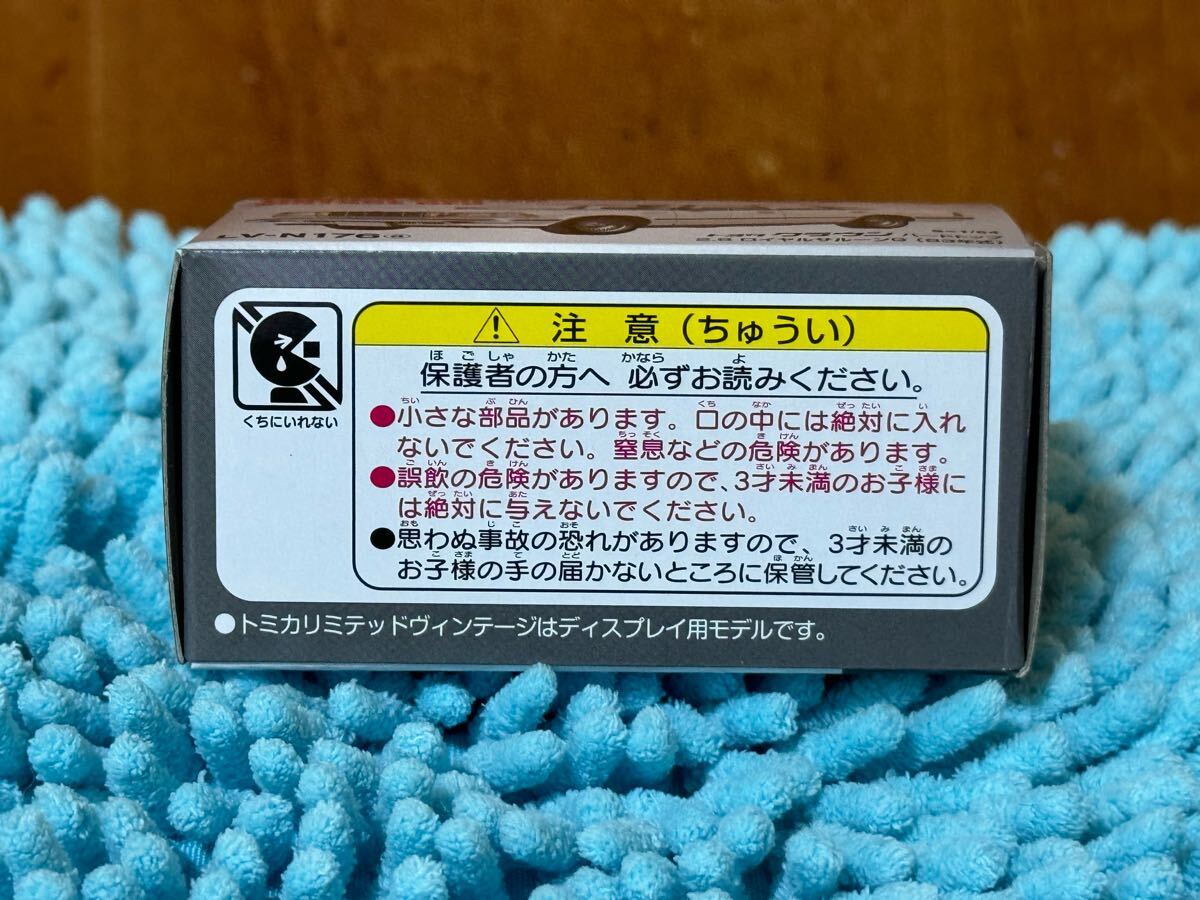 くちにいれない
注 意 (ちゅうい)
保護者の方へ 必ずお読みください。
●小さな部品があります。口の中には絶対に入れ
ないでください。窒息などの危険があります。
●誤飲の危険がありますので、3才未満のお子様に
は絶対に与えないでください。
●思わぬ事故の恐れがありますので、3才未満の
お子様の手の届かないところに保管してください。
●トミカリミテッドヴィンテージはディスプレイ用モデルです。